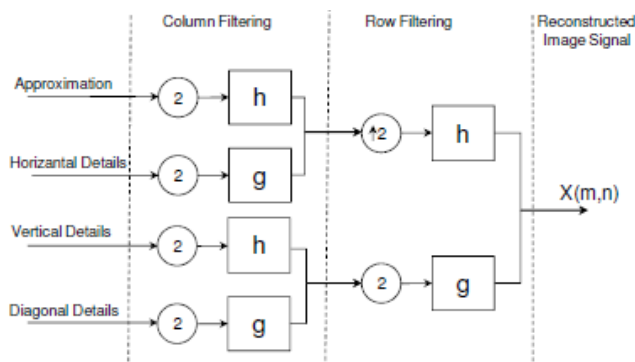 Column Filtering
Row Filtering
Reconstructed
Image Signal
Approximation
2
h
↑2
h
Horizantal Details
2
g
X(m,n)
Vertical Details
2
h
2
g
Diagonal Details
2
g